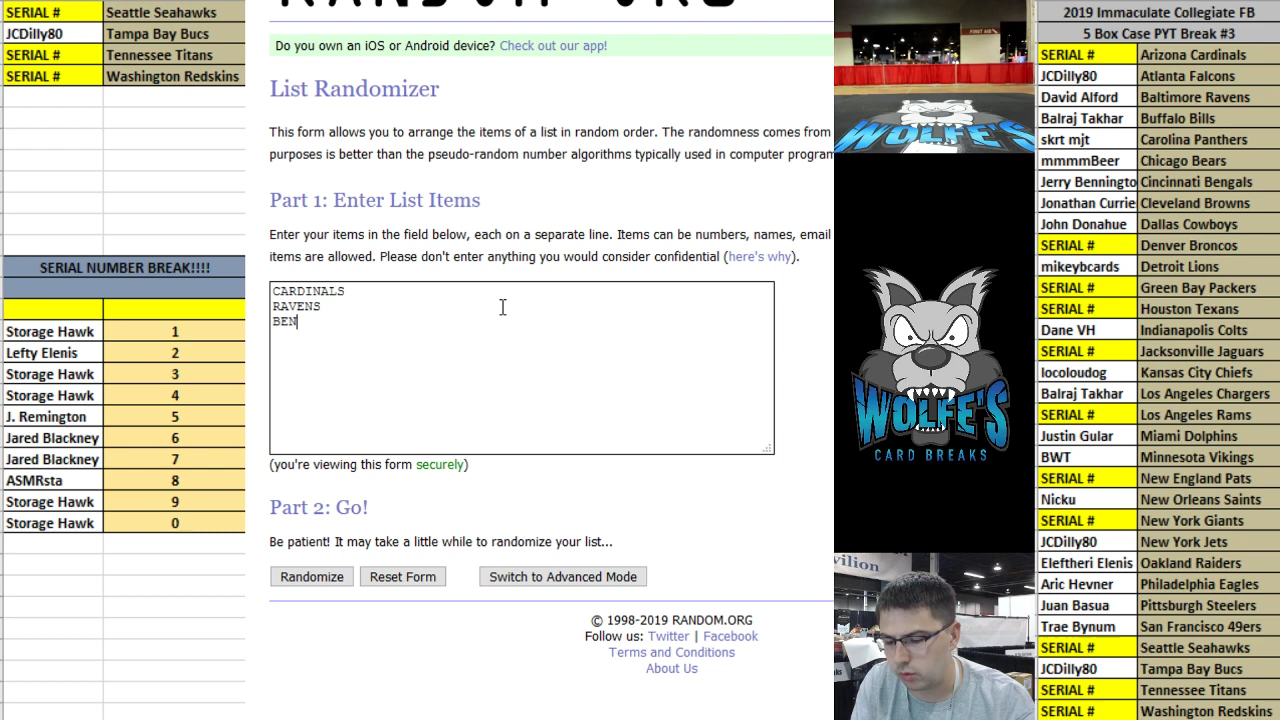 SERIAL # Seattle Seahawks
JCDilly80 Tampa Bay Bucs
SERIAL # Tennessee Titans
SERIAL # Washington Redskins
SERIAL NUMBER BREAK!!!!
Storage Hawk 1
Lefty Elenis 2
Storage Hawk 3
Storage Hawk 4
J. Remington 5
Jared Blackney 6
Jared Blackney 7
ASMRsta 8
Storage Hawk 9
Storage Hawk 0
RANDOM.ORG
Do you own an iOS or Android device? Check out our app!
List Randomizer
This form allows you to arrange the items of a list in random order. The randomness comes from
purposes is better than the pseudo-random number algorithms typically used in computer program
Part 1: Enter List Items
Enter your items in the field below, each on a separate line. Items can be numbers, names, email
items are allowed. Please don't enter anything you would consider confidential (here's why).
CARDINALS
RAVENS
BEN
(you're viewing this form securely)
Part 2: Go!
Be patient! It may take a little while to randomize your list...
Randomize Reset Form Switch to Advanced Mode
© 1998-2019 RANDOM.ORG
Follow us: Twitter | Facebook
Terms and Conditions
About Us
FIRST AID
WOLFE'S
WOLFE'S
CARD BREAKS
vilion
2019 Immaculate Collegiate FB
5 Box Case PYT Break #3
SERIAL # Arizona Cardinals
JCDilly80 Atlanta Falcons
David Alford Baltimore Ravens
Balraj Takhar Buffalo Bills
skrt mjt Carolina Panthers
mmmmBeer Chicago Bears
Jerry Benningto Cincinnati Bengals
Jonathan Currie Cleveland Browns
John Donahue Dallas Cowboys
SERIAL # Denver Broncos
mikeybcards Detroit Lions
SERIAL # Green Bay Packers
SERIAL # Houston Texans
Dane VH Indianapolis Colts
SERIAL # Jacksonville Jaguars
locoloudog Kansas City Chiefs
Balraj Takhar Los Angeles Chargers
SERIAL # Los Angeles Rams
Justin Gular Miami Dolphins
BWT Minnesota Vikings
SERIAL # New England Pats
Nicku New Orleans Saints
SERIAL # New York Giants
JCDilly80 New York Jets
Eleftheri Elenis Oakland Raiders
Aric Hevner Philadelphia Eagles
Juan Basua Pittsburgh Steelers
Trae Bynum San Francisco 49ers
SERIAL # Seattle Seahawks
JCDilly80 Tampa Bay Bucs
SERIAL # Tennessee Titans
SERIAL # Washington Redskins